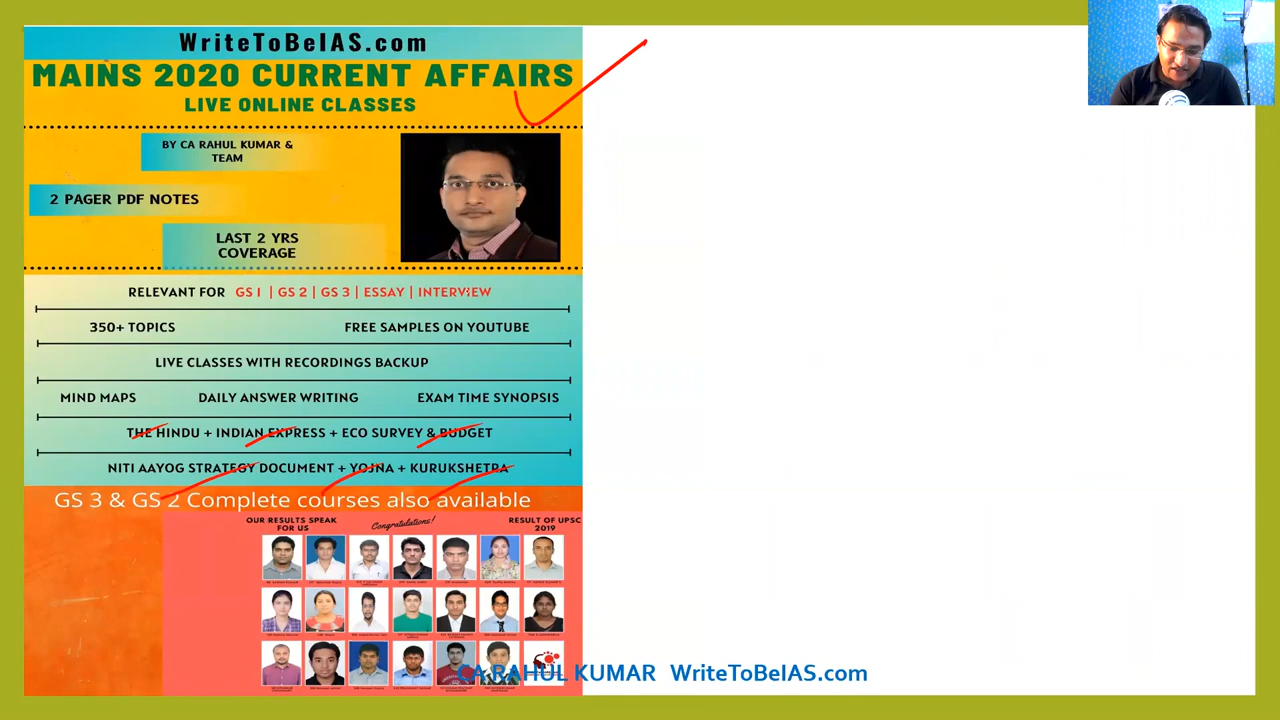 WriteToBeIAS.com
MAINS 2020 CURRENT AFFAIRS
LIVE ONLINE CLASSES
BY CA RAHUL KUMAR &
TEAM
2 PAGER PDF NOTES
LAST 2 YRS
COVERAGE
RELEVANT FOR GS 1 | GS 2 | GS 3 | ESSAY | INTERVIEW
350+ TOPICS FREE SAMPLES ON YOUTUBE
LIVE CLASSES WITH RECORDINGS BACKUP
MIND MAPS DAILY ANSWER WRITING EXAM TIME SYNOPSIS
THE HINDU + INDIAN EXPRESS + ECO SURVEY & BUDGET
NITI AAYOG STRATEGY DOCUMENT + YOJNA + KURUKSHETRA
GS 3 & GS 2 Complete courses also available
OUR RESULTS SPEAK
FOR US
Congratulations!
RESULT OF UPSC
2019
CA RAHUL KUMAR WriteToBeIAS.com